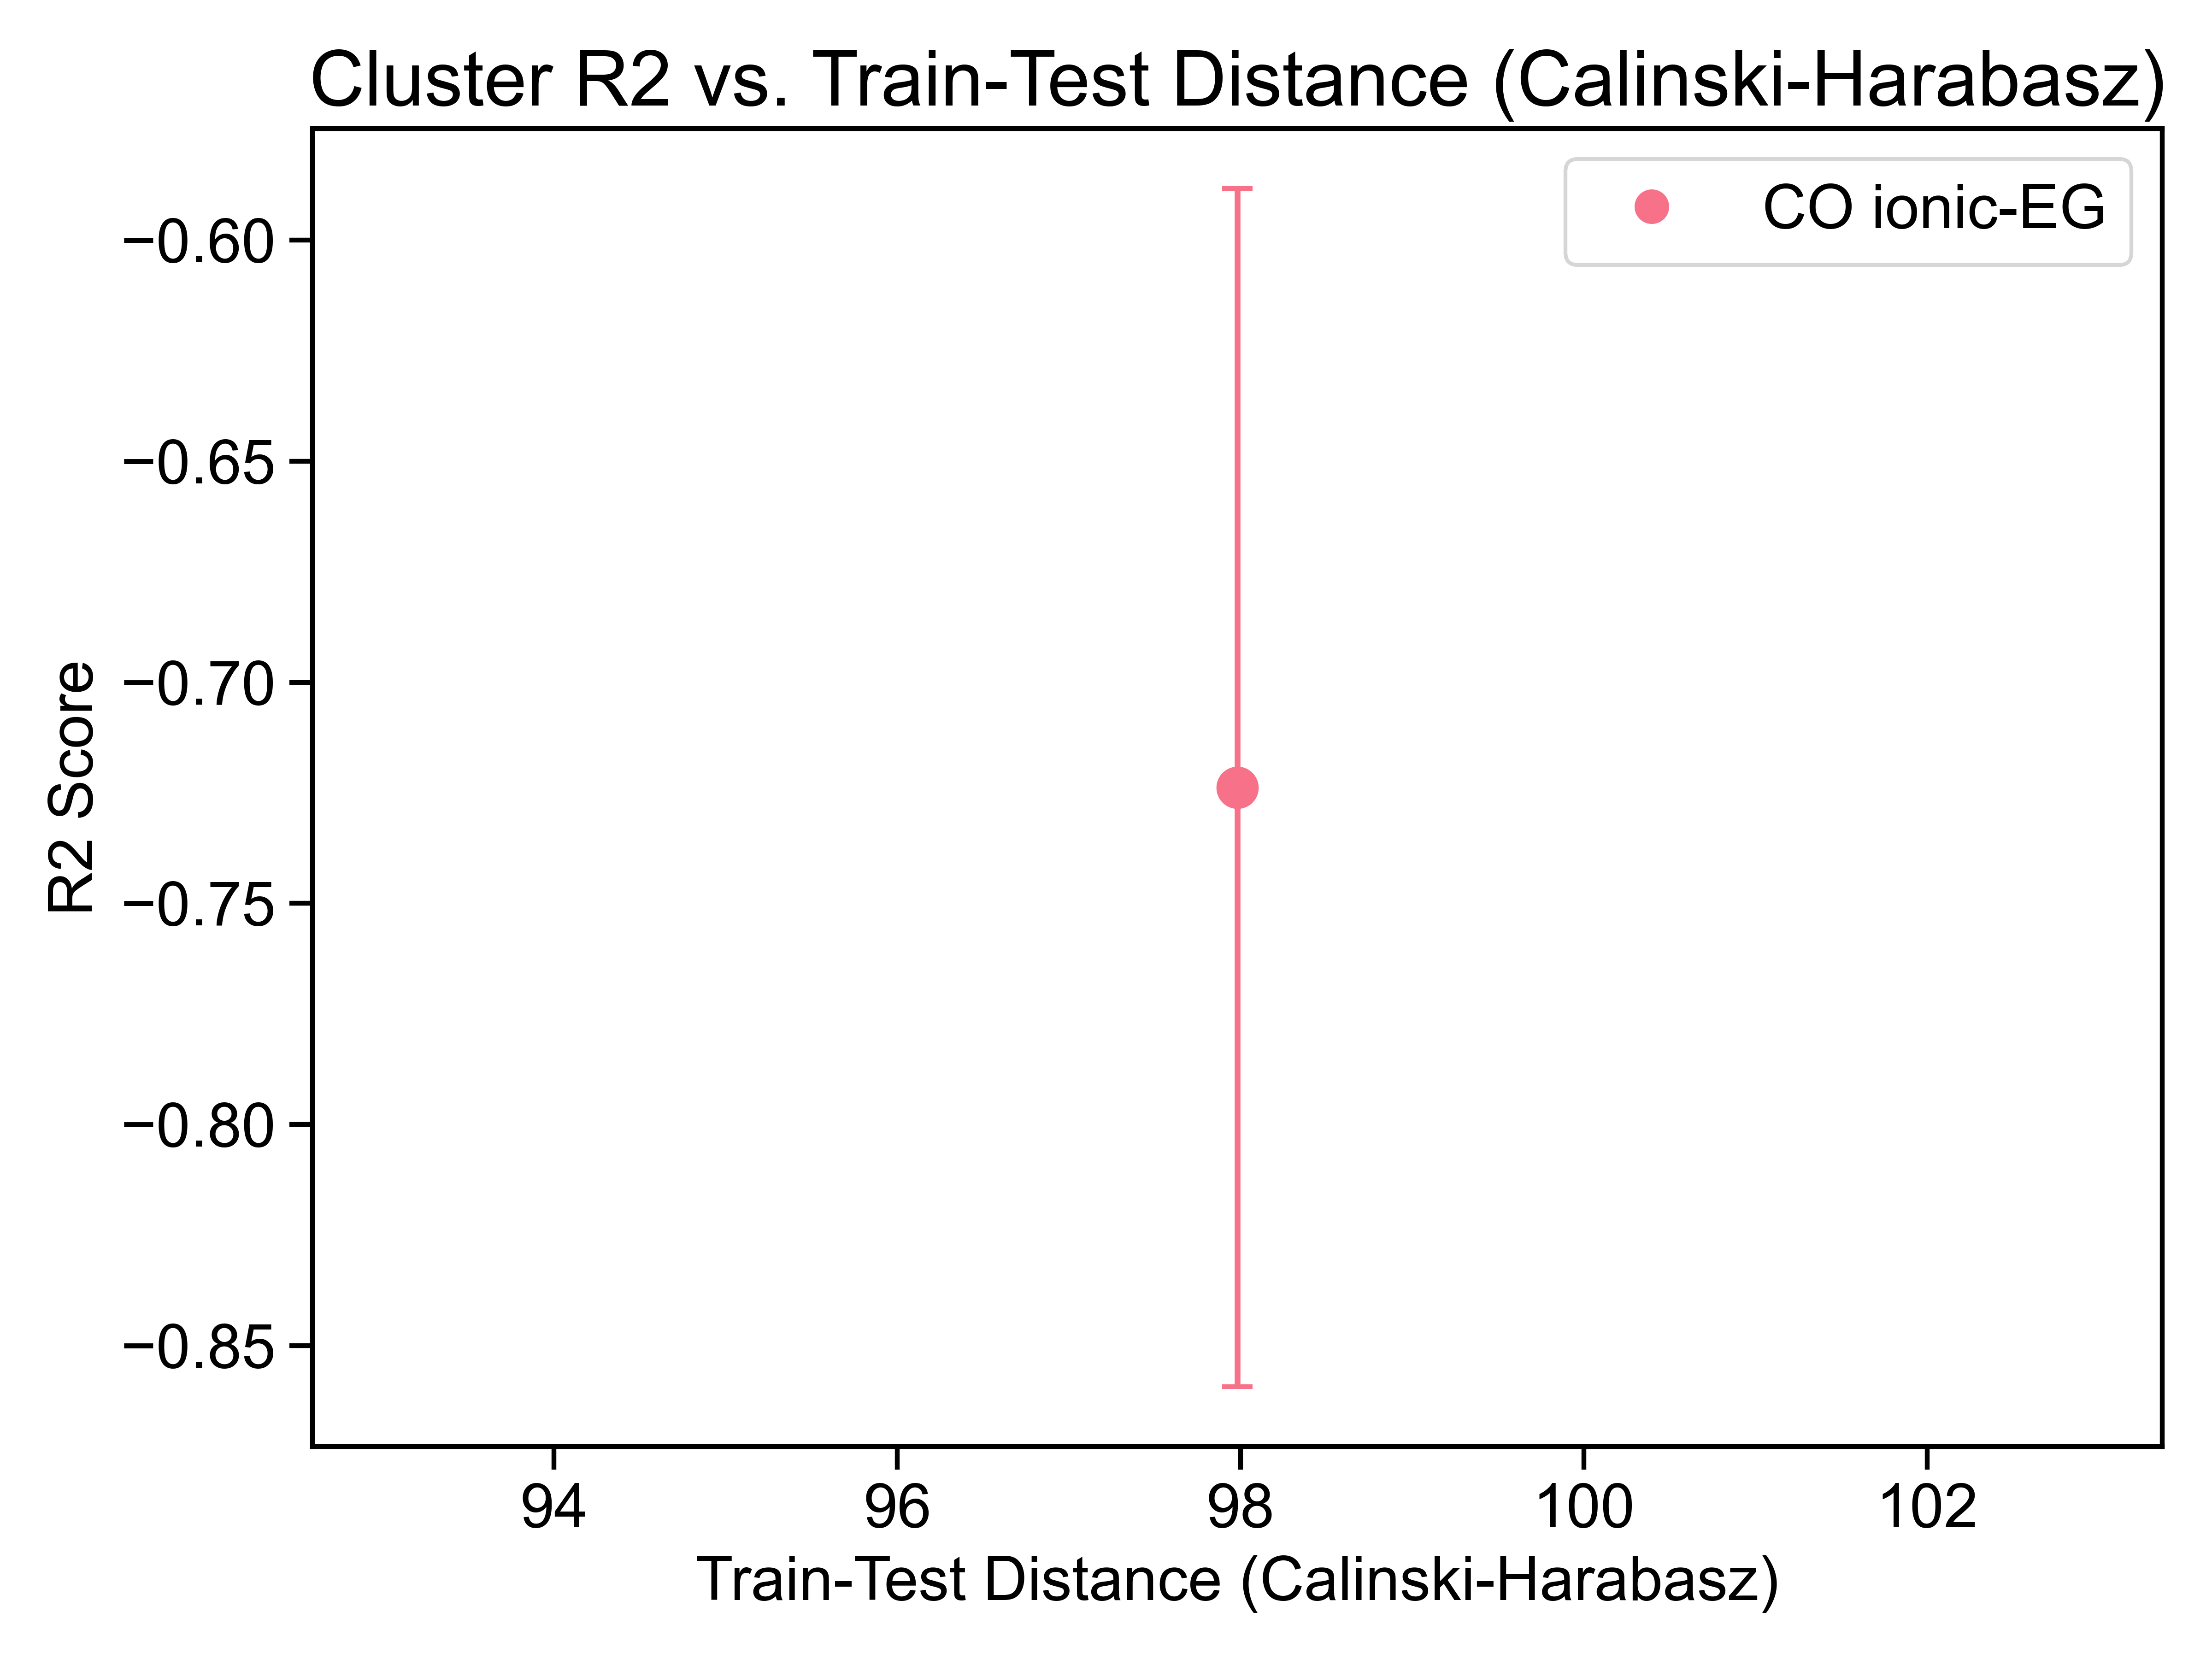 Cluster R2 vs. Train-Test Distance (Calinski-Harabasz)
CO ionic-EG
−0.60
−0.65
−0.70
−0.75
−0.80
−0.85
R2 Score
94 96 98 100 102
Train-Test Distance (Calinski-Harabasz)